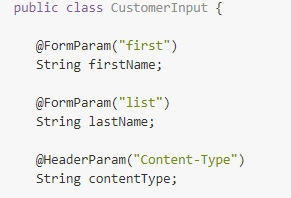 public class CustomerInput {
@FormParam("first")
String firstName;
@FormParam("list")
String lastName;
@HeaderParam("Content-Type")
String contentType;